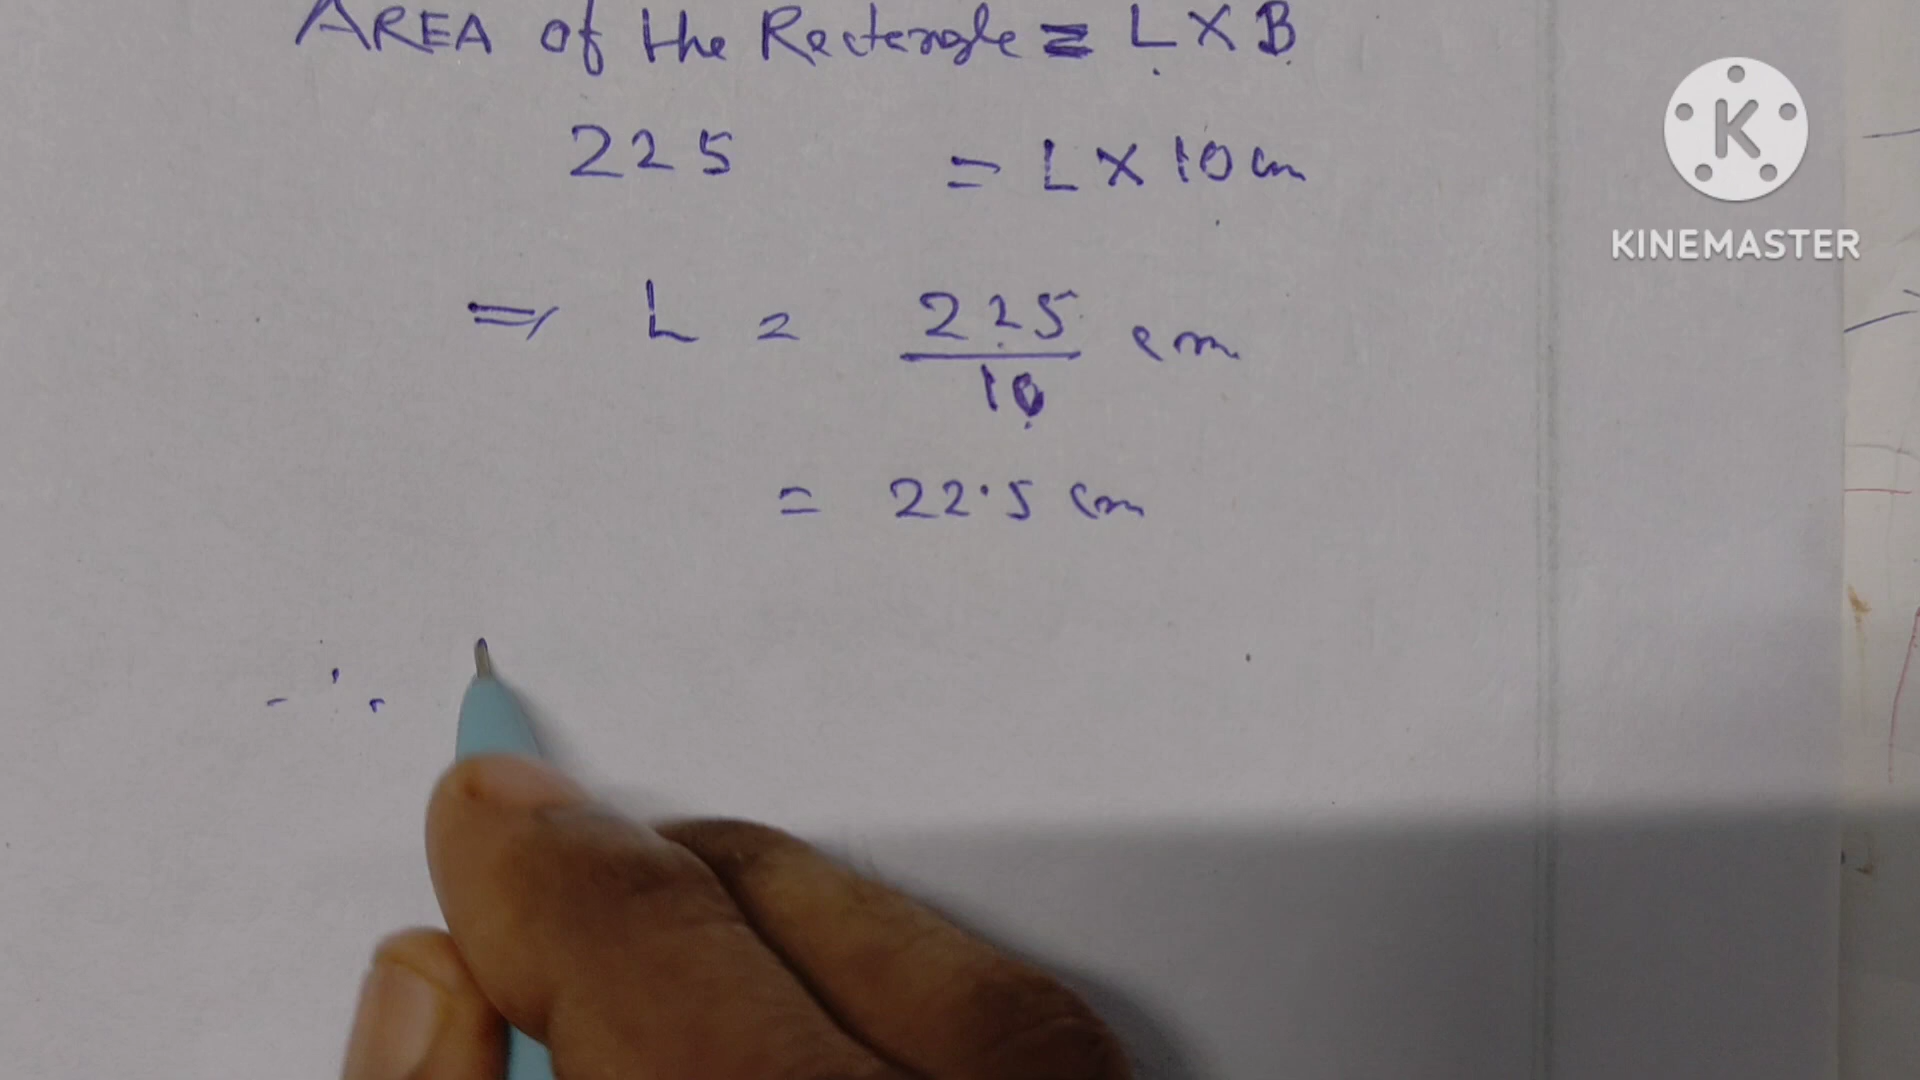 AREA of the Rectangle = L X B
225 = L X 10 cm
⇒ L = 225/10 cm
= 22.5 cm
∴
K
KINEMASTER